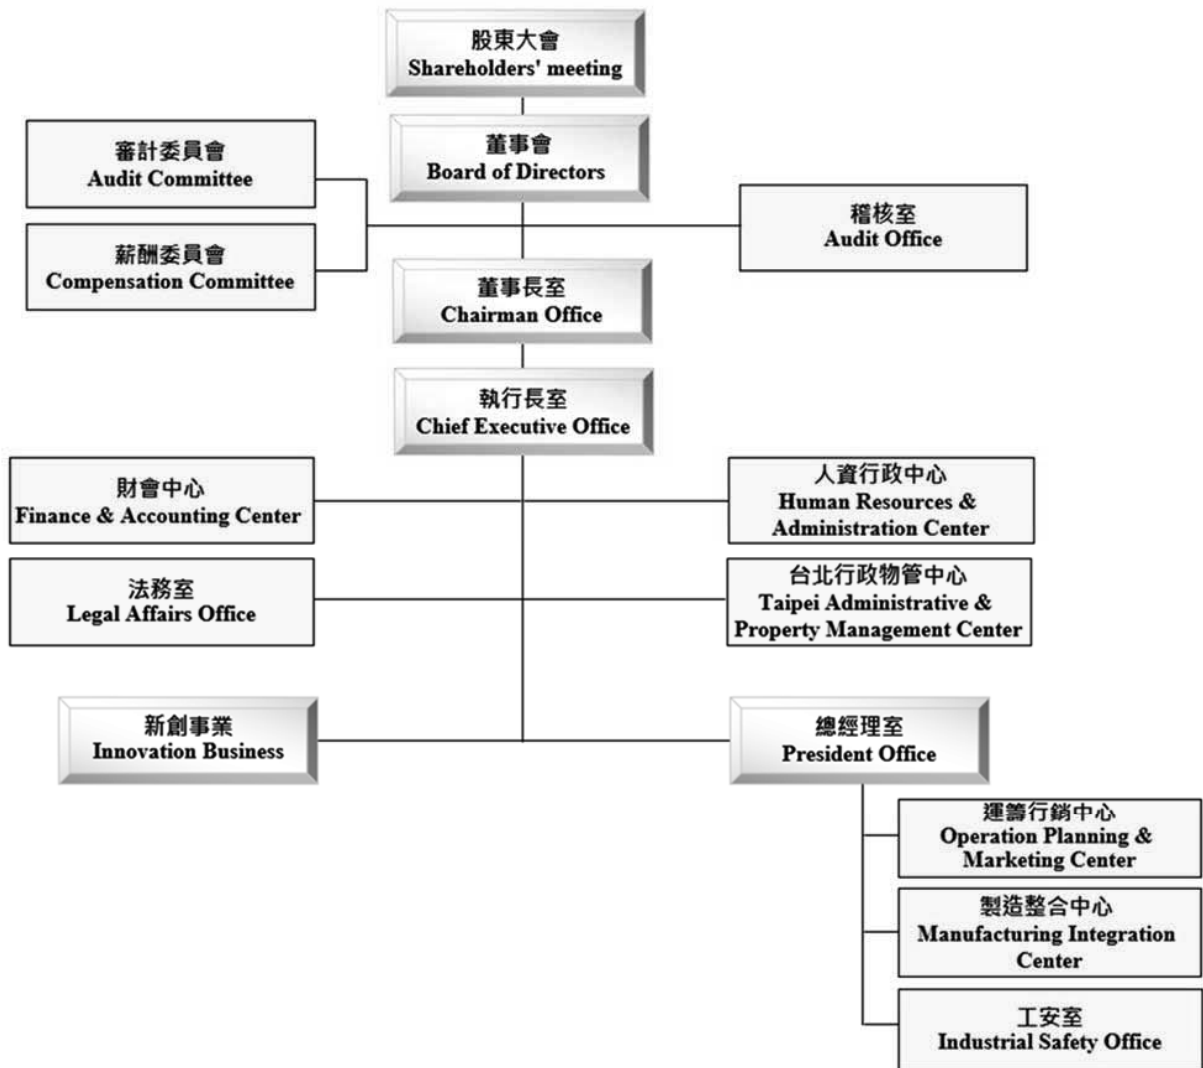 股東大會
Shareholders' meeting
董事會
Board of Directors
審計委員會
Audit Committee
薪酬委員會
Compensation Committee
稽核室
Audit Office
董事長室
Chairman Office
執行長室
Chief Executive Office
財會中心
Finance & Accounting Center
人資行政中心
Human Resources &
Administration Center
法務室
Legal Affairs Office
台北行政物管中心
Taipei Administrative &
Property Management Center
新創事業
Innovation Business
總經理室
President Office
運籌行銷中心
Operation Planning &
Marketing Center
製造整合中心
Manufacturing Integration
Center
工安室
Industrial Safety Office